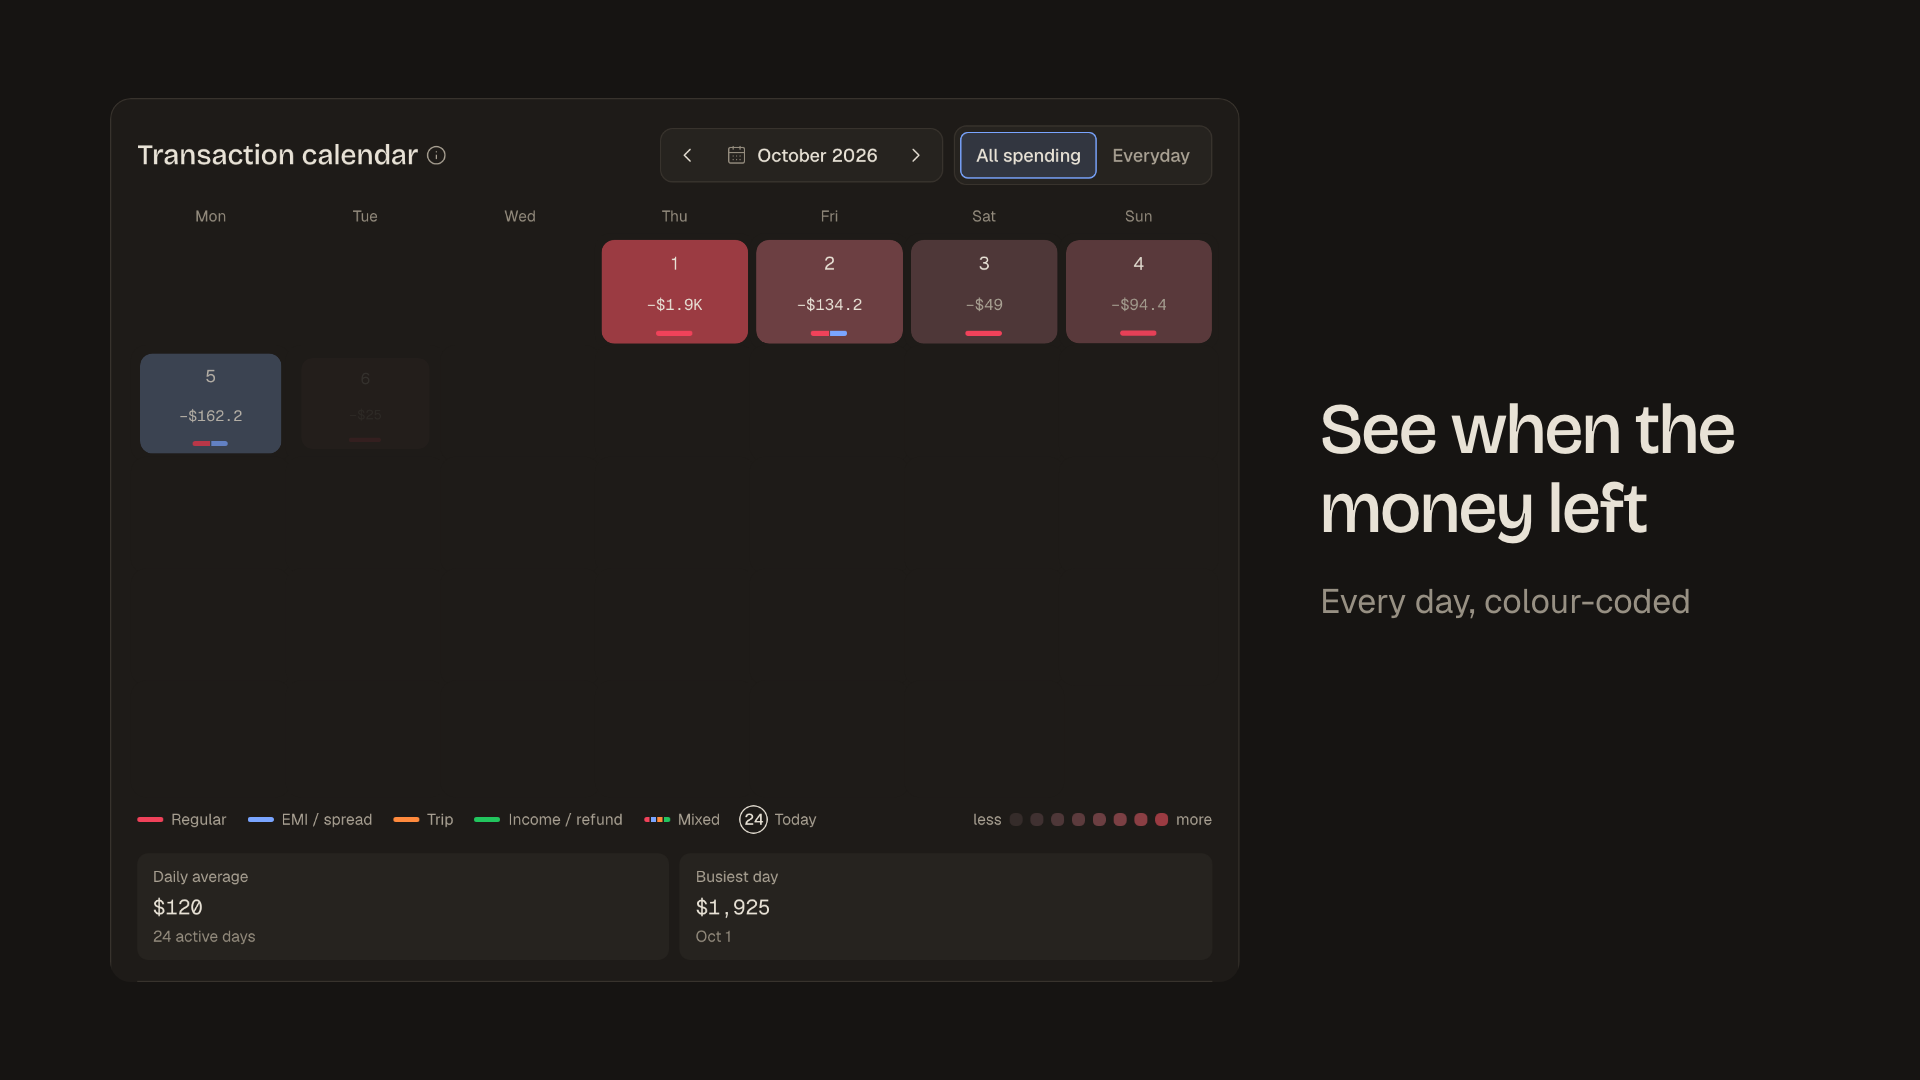 Transaction calendar
October 2026
All spending
Everyday
Mon Tue Wed Thu Fri Sat Sun
1 2 3 4
−$1.9K −$134.2 −$49 −$94.4
5 6
−$162.2 −$25
Regular EMI / spread Trip Income / refund Mixed 24 Today less more
Daily average
$120
24 active days
Busiest day
$1,925
Oct 1
See when the
money left
Every day, colour-coded